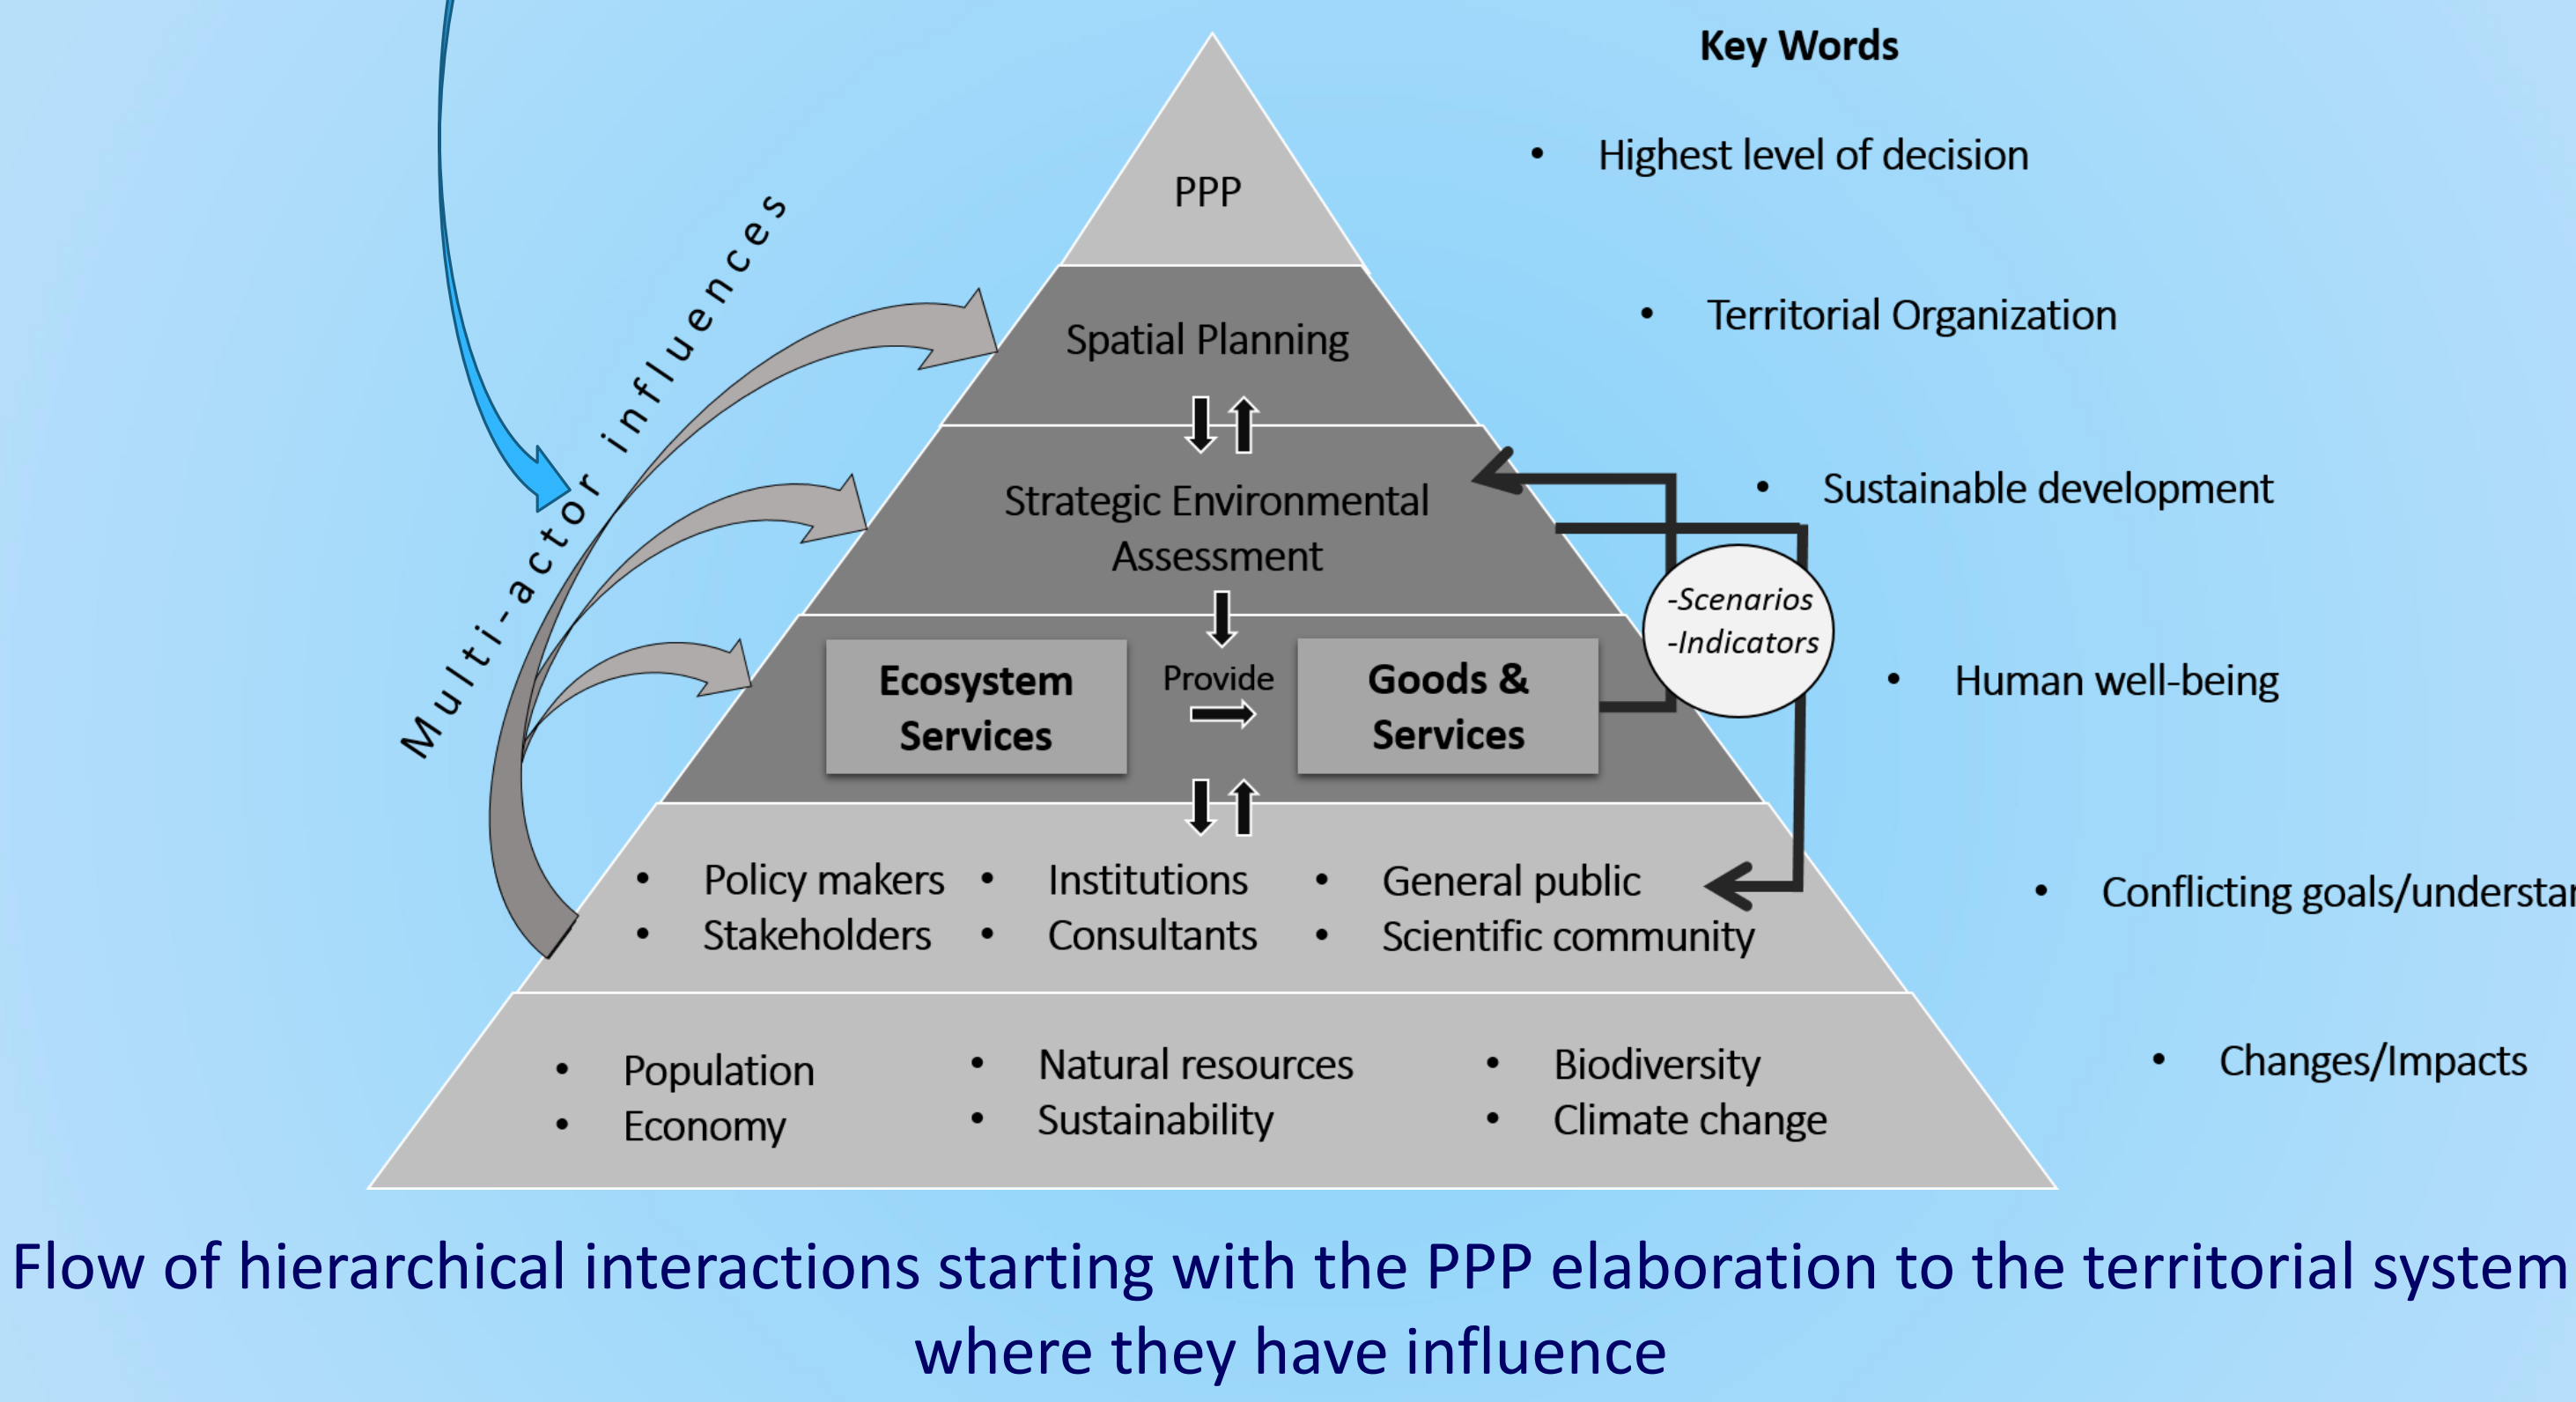 Key Words
• Highest level of decision
PPP
• Territorial Organization
Spatial Planning
Multi-actor influences
• Sustainable development
Strategic Environmental
Assessment
-Scenarios
-Indicators
• Human well-being
Ecosystem
Services
Provide
Goods &
Services
• Conflicting goals/understan
• Policy makers • Institutions • General public
• Stakeholders • Consultants • Scientific community
• Changes/Impacts
• Population • Natural resources • Biodiversity
• Economy • Sustainability • Climate change
Flow of hierarchical interactions starting with the PPP elaboration to the territorial system
where they have influence